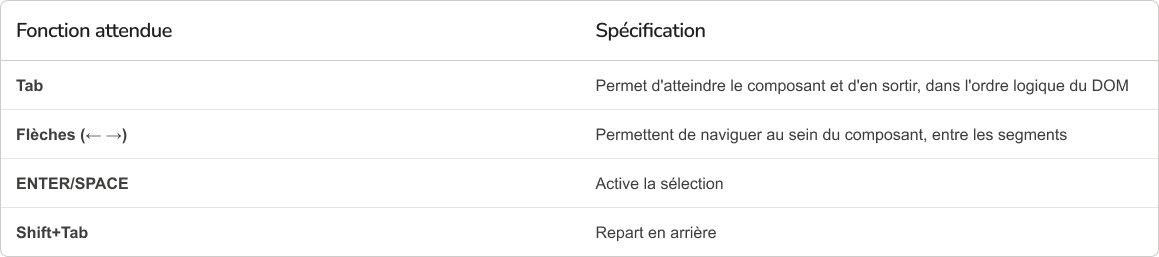 Fonction attendue Spécification
Tab Permet d'atteindre le composant et d'en sortir, dans l'ordre logique du DOM
Flèches (← →) Permettent de naviguer au sein du composant, entre les segments
ENTER/SPACE Active la sélection
Shift+Tab Repart en arrière